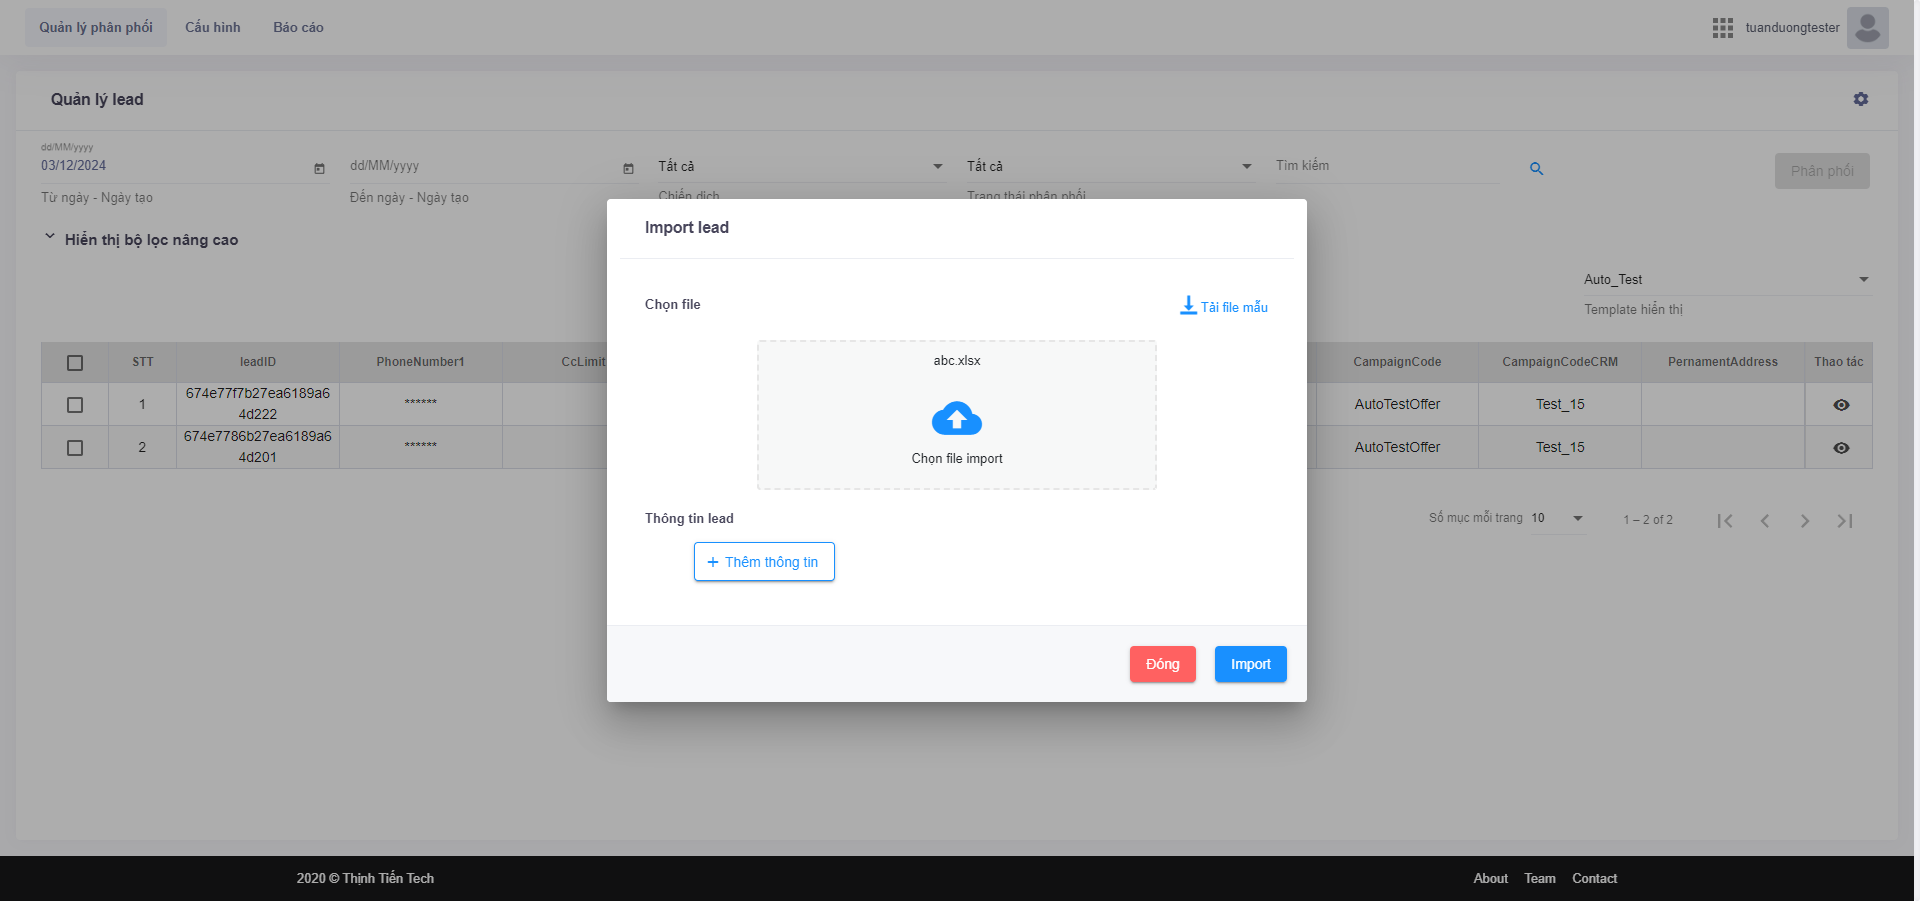 Quản lý phân phối Cấu hình Báo cáo tuanduongtester
Quản lý lead
dd/MM/yyyy
03/12/2024 dd/MM/yyyy Tất cả Tất cả Tìm kiếm Phân phối
Từ ngày - Ngày tạo Đến ngày - Ngày tạo Chiến dịch Trạng thái phân phối
Hiển thị bộ lọc nâng cao
Auto_Test
Template hiển thị
Import lead
Chọn file Tải file mẫu
abc.xlsx
Chọn file import
Thông tin lead
+ Thêm thông tin
Đóng Import
STT leadID PhoneNumber1 CcLimit CampaignCode CampaignCodeCRM PernamentAddress Thao tác
1 674e77f7b27ea6189a6 ****** AutoTestOffer Test_15
4d222
2 674e7786b27ea6189a6 ****** AutoTestOffer Test_15
4d201
Số mục mỗi trang 10 1 – 2 of 2
2020 © Thịnh Tiến Tech About Team Contact